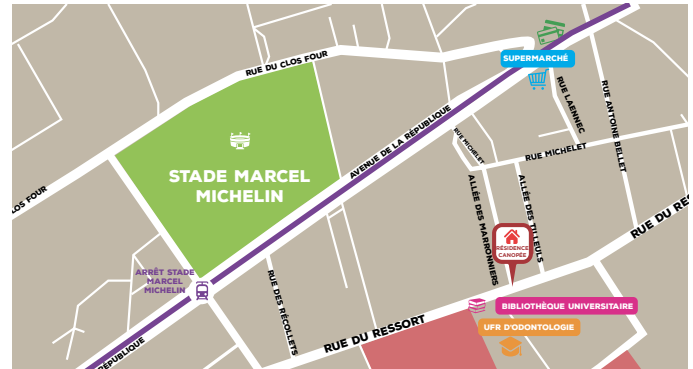 RUE DU CLOS FOUR
SUPERMARCHÉ
RUE LAENNEC
RUE ANTOINE BELLET
AVENUE DE LA RÉPUBLIQUE
RUE MICHELET
RUE MICHELET
STADE MARCEL
MICHELIN
ALLÉE DES MARRONNIERS
ALLÉE DES TILLEULS
LOS FOUR
RUE DU RES
RÉSIDENCE
CANOPÉE
ARRÊT STADE
MARCEL
MICHELIN
RUE DES RÉCOLLETS
BIBLIOTHÈQUE UNIVERSITAIRE
RUE DU RESSORT
UFR D'ODONTOLOGIE
RÉPUBLIQUE